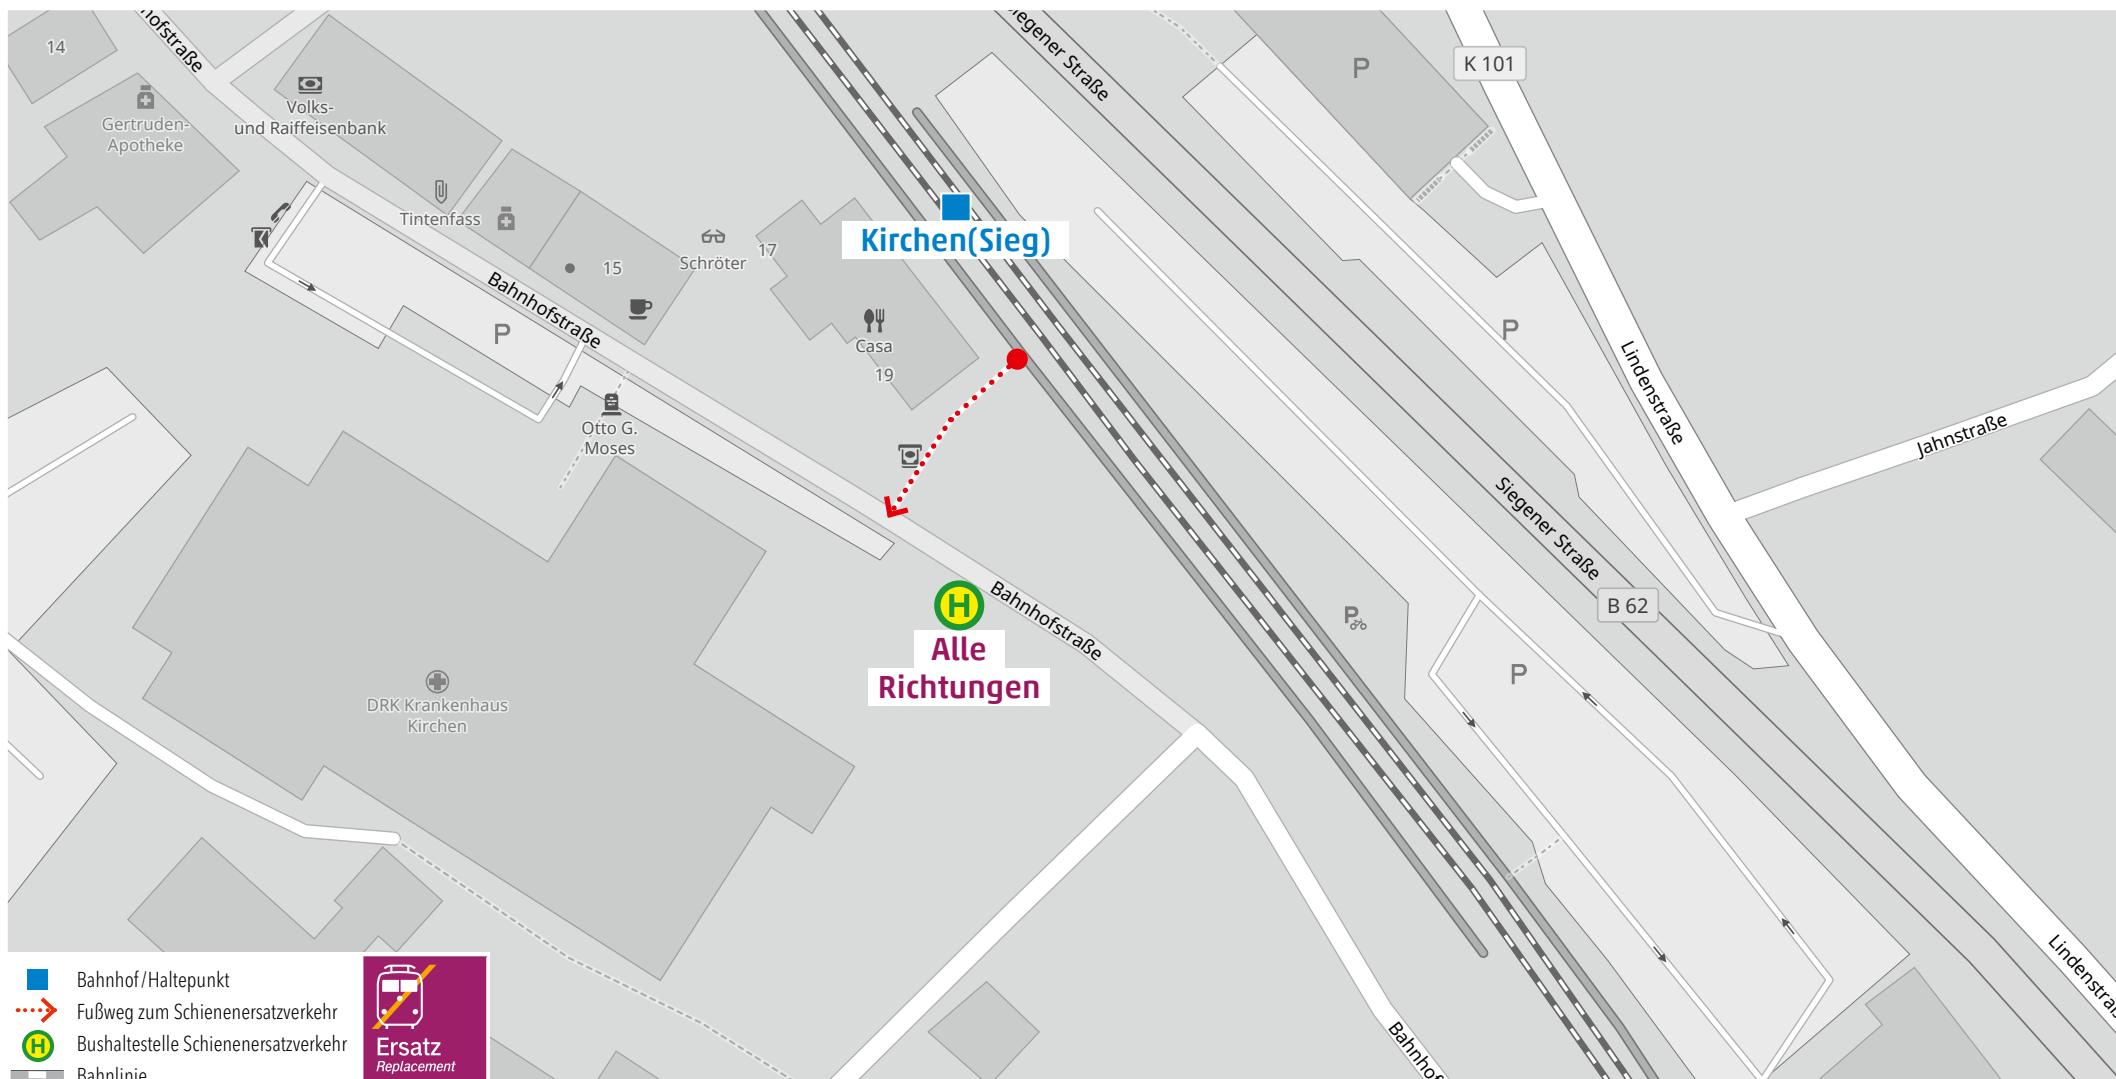 hofstraße
14
Gertruden-
Apotheke
Volks-
und Raiffeisenbank
Tintenfass
15
Schröter
17
Bahnhofstraße
P
Otto G.
Moses
Casa
19
Kirchen(Sieg)
Siegener Straße
P
K 101
P
Lindenstraße
Jahnstraße
Siegener Straße
B 62
P
P
H
Alle
Richtungen
Bahnhofstraße
DRK Krankenhaus
Kirchen
Lindenstraß
Bahnhof
Bahnhof/Haltepunkt
Fußweg zum Schienenersatzverkehr
H
Bushaltestelle Schienenersatzverkehr
Bahnlinie
Ersatz
Replacement